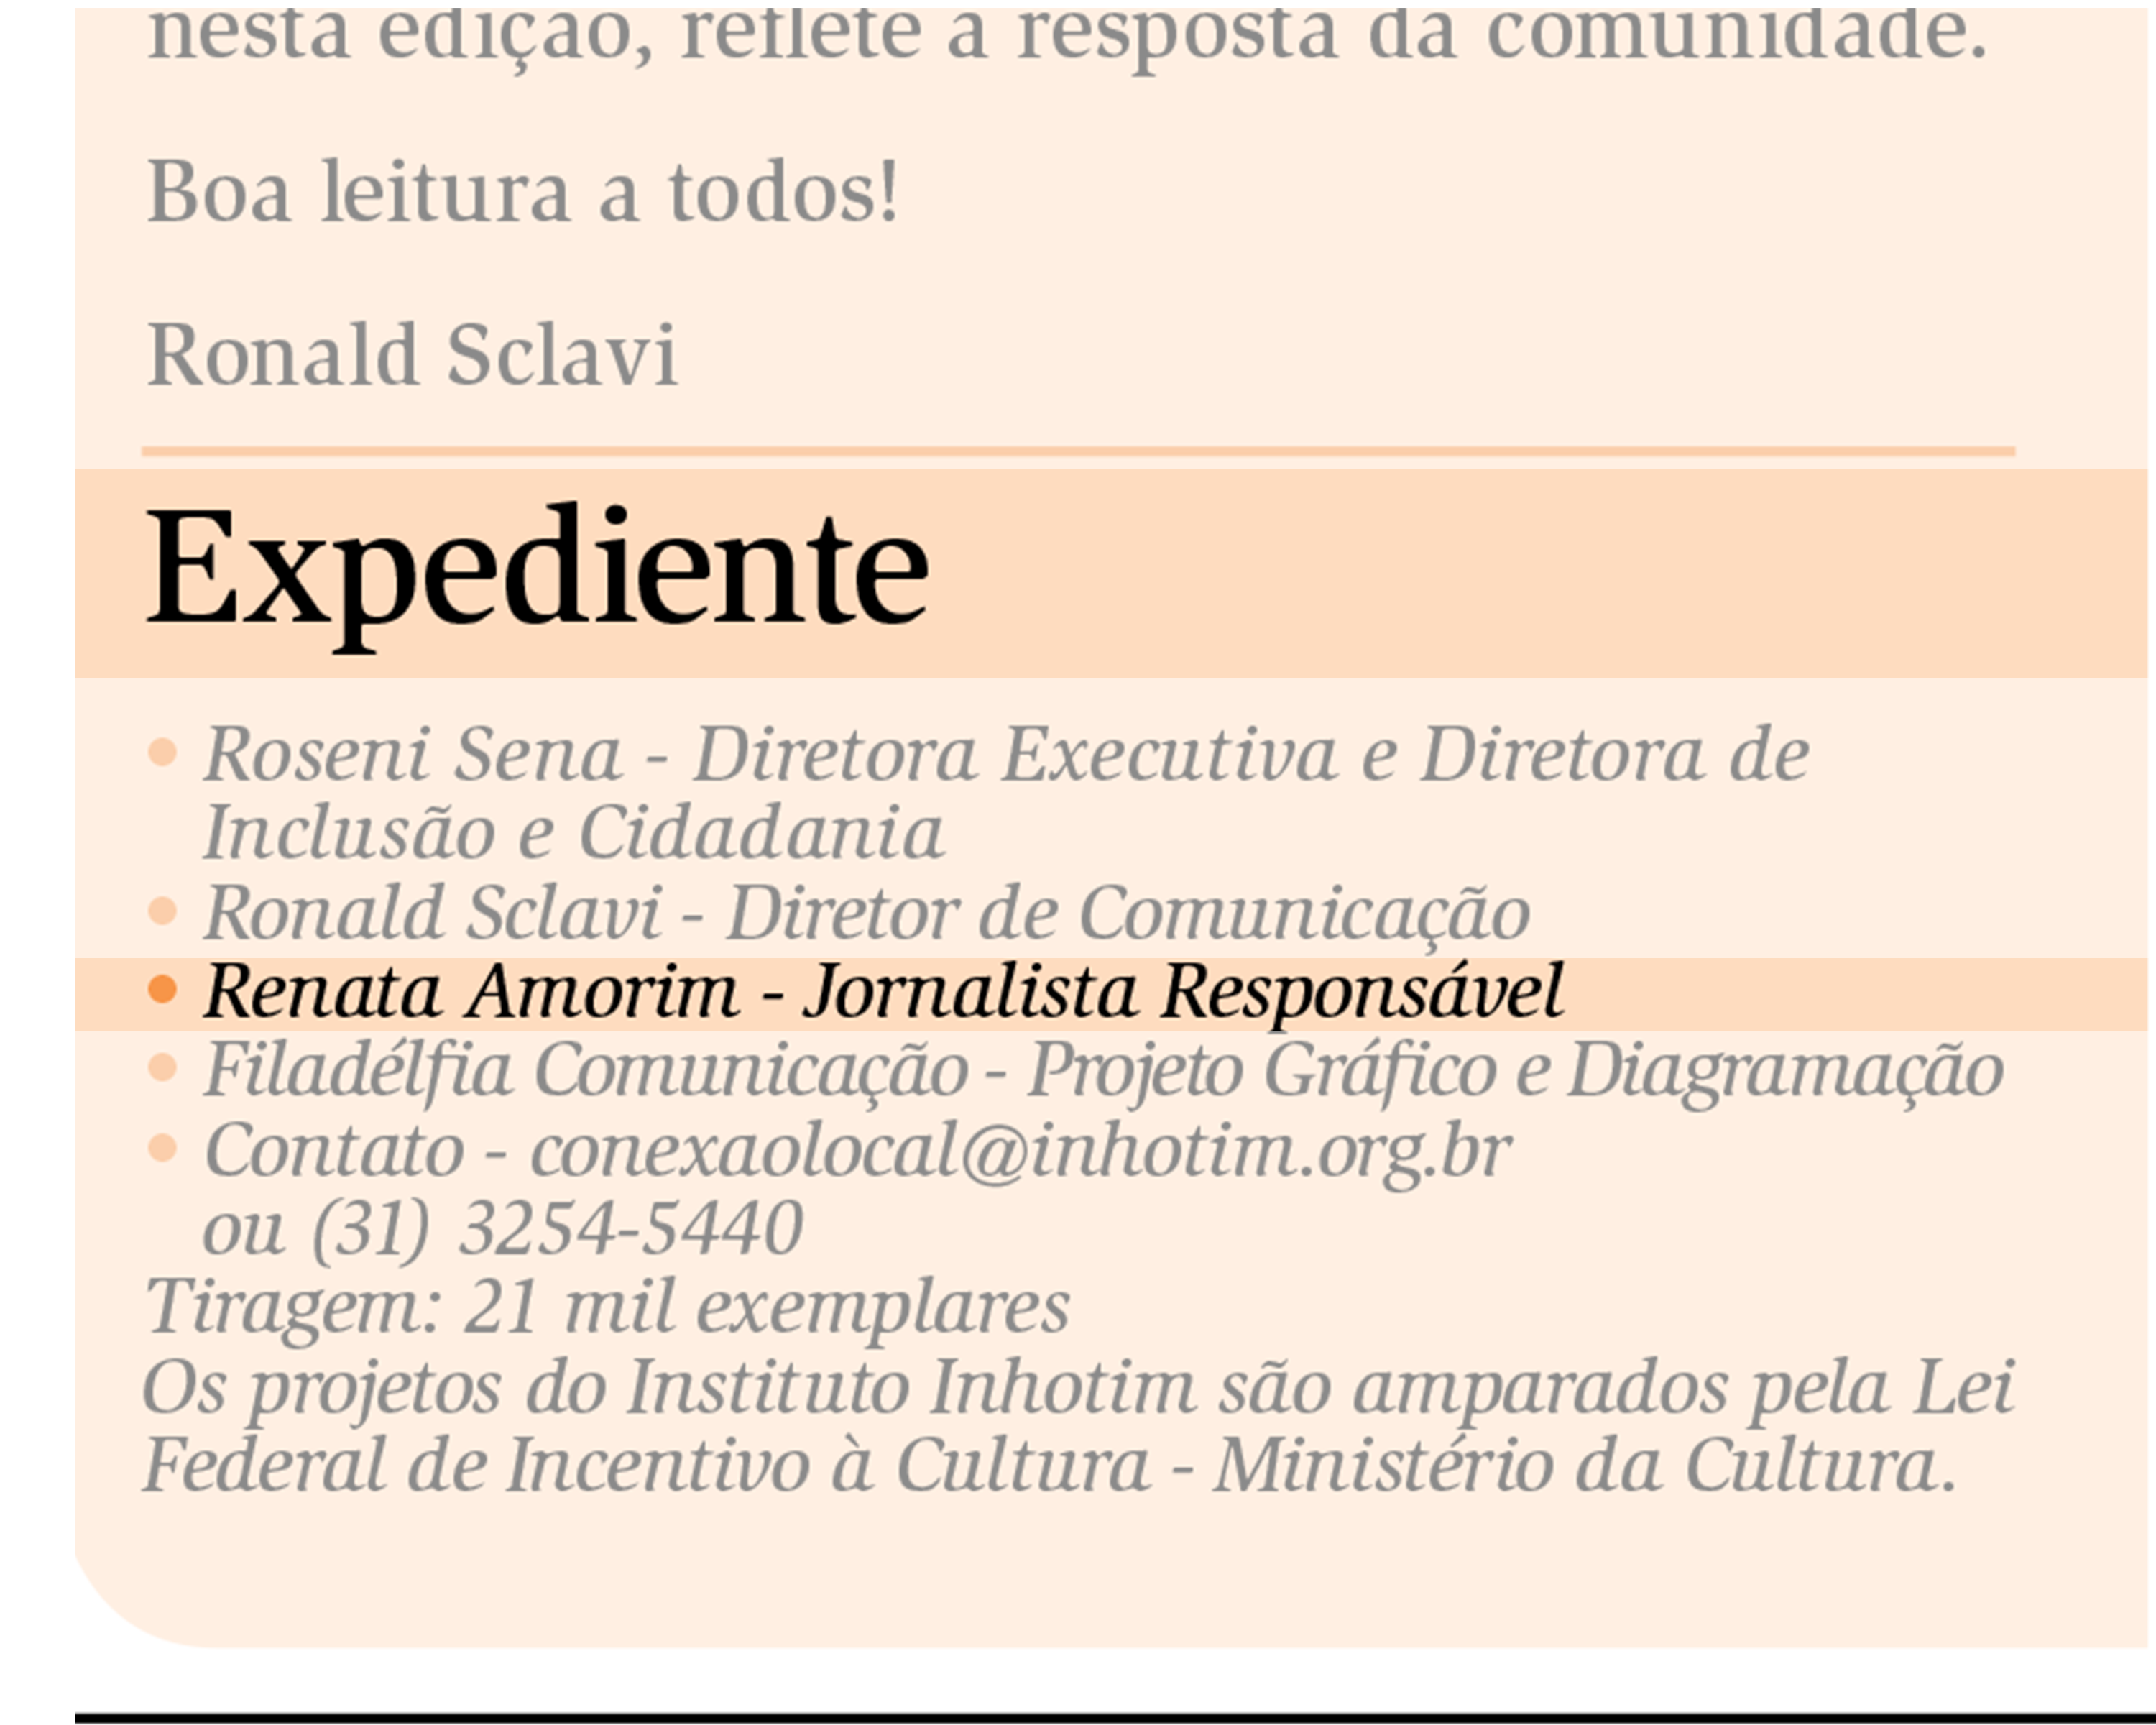 nesta edição, reflete a resposta da comunidade.
Boa leitura a todos!
Ronald Sclavi
Expediente
• Roseni Sena - Diretora Executiva e Diretora de
Inclusão e Cidadania
• Ronald Sclavi - Diretor de Comunicação
• Renata Amorim - Jornalista Responsável
• Filadélfia Comunicação - Projeto Gráfico e Diagramação
• Contato - conexaolocal@inhotim.org.br
ou (31) 3254-5440
Tiragem: 21 mil exemplares
Os projetos do Instituto Inhotim são amparados pela Lei
Federal de Incentivo à Cultura - Ministério da Cultura.